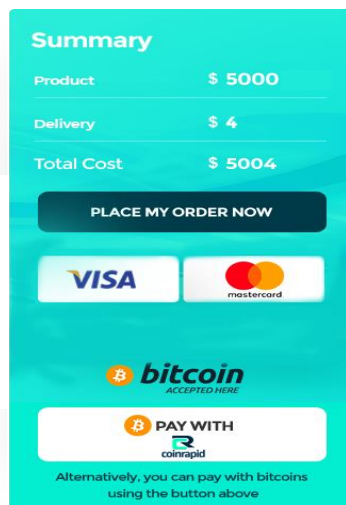 Summary
Product $ 5000
Delivery $ 4
Total Cost $ 5004
PLACE MY ORDER NOW
VISA mastercard
bitcoin
ACCEPTED HERE
PAY WITH
coinrapid
Alternatively, you can pay with bitcoins
using the button above